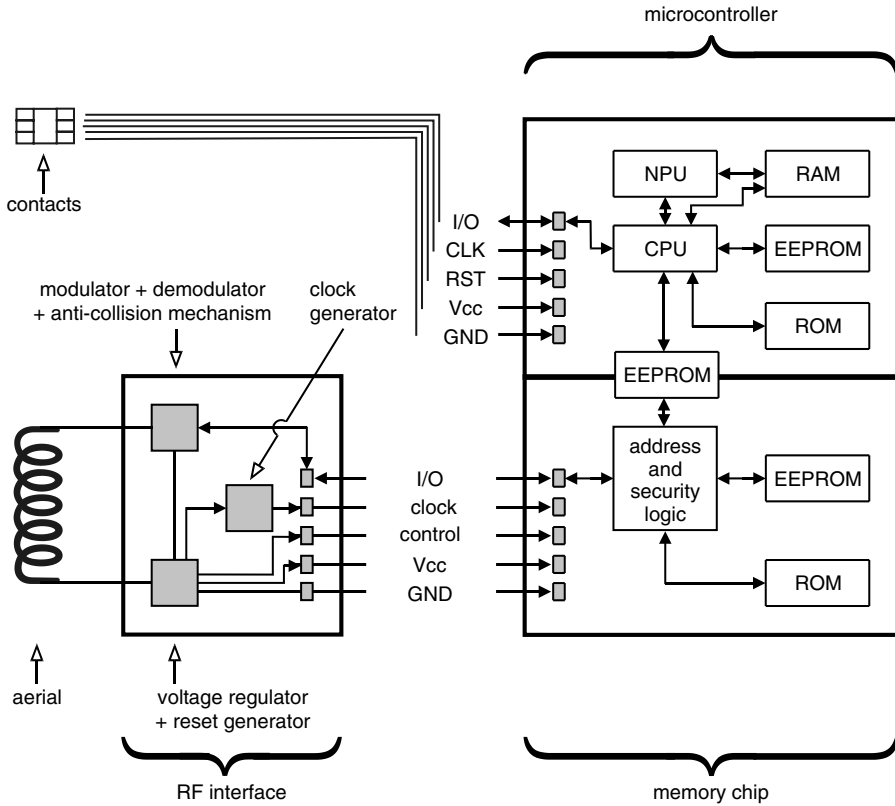 microcontroller
contacts
NPU
RAM
I/O
CLK
RST
Vcc
GND
CPU
EEPROM
ROM
modulator + demodulator
+ anti-collision mechanism
clock
generator
EEPROM
I/O
clock
control
Vcc
GND
address
and
security
logic
EEPROM
ROM
aerial
voltage regulator
+ reset generator
RF interface
memory chip